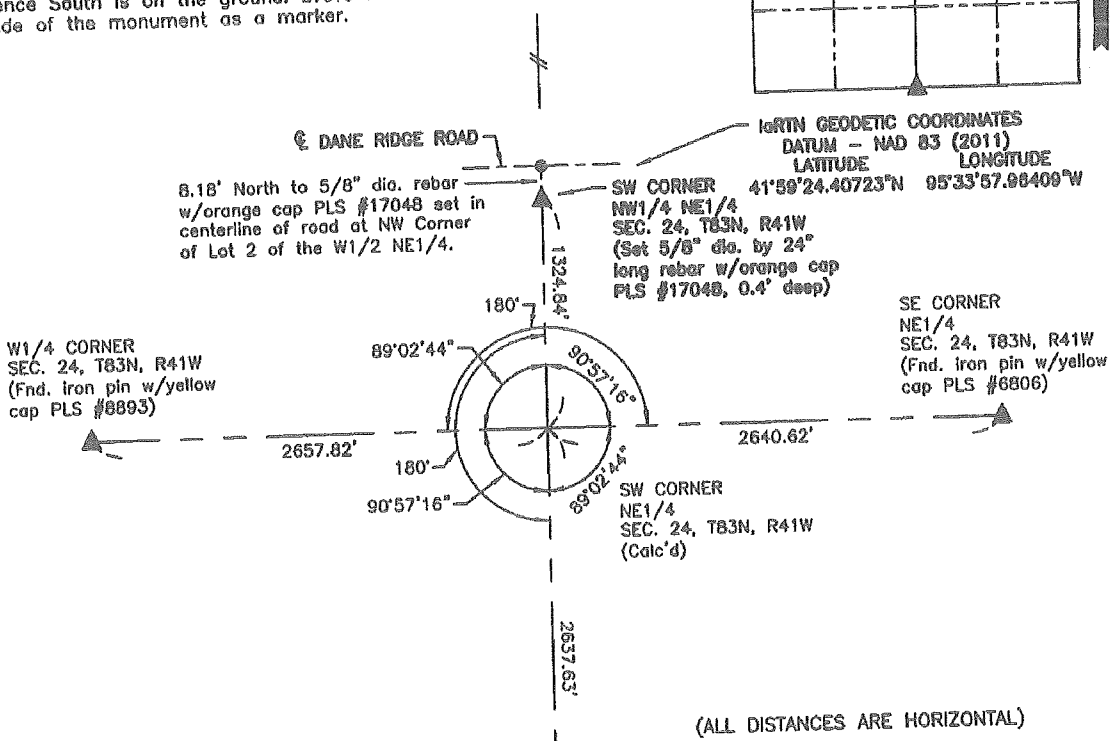 ence South is on the ground.
de of the monument as a marker.
℄ DANE RIDGE ROAD
8.18' North to 5/8" dia. rebar
w/orange cap PLS #17048 set in
centerline of road at NW Corner
of Lot 2 of the W1/2 NE1/4.
IaRTN GEODETIC COORDINATES
DATUM - NAD 83 (2011)
LATITUDE LONGITUDE
41°59'24.40723"N 95°33'57.96409"W
SW CORNER
NW1/4 NE1/4
SEC. 24, T83N, R41W
(Set 5/8" dia. by 24"
long rebar w/orange cap
PLS #17048, 0.4' deep)
1324.84'
180°
89°02'44"
90°57'16"
W1/4 CORNER
SEC. 24, T83N, R41W
(Fnd. iron pin w/yellow
cap PLS #8893)
SE CORNER
NE1/4
SEC. 24, T83N, R41W
(Fnd. iron pin w/yellow
cap PLS #6806)
2657.82'
2640.62'
180°
90°57'16"
89°02'44"
SW CORNER
NE1/4
SEC. 24, T83N, R41W
(Calc'd)
2637.63'
(ALL DISTANCES ARE HORIZONTAL)